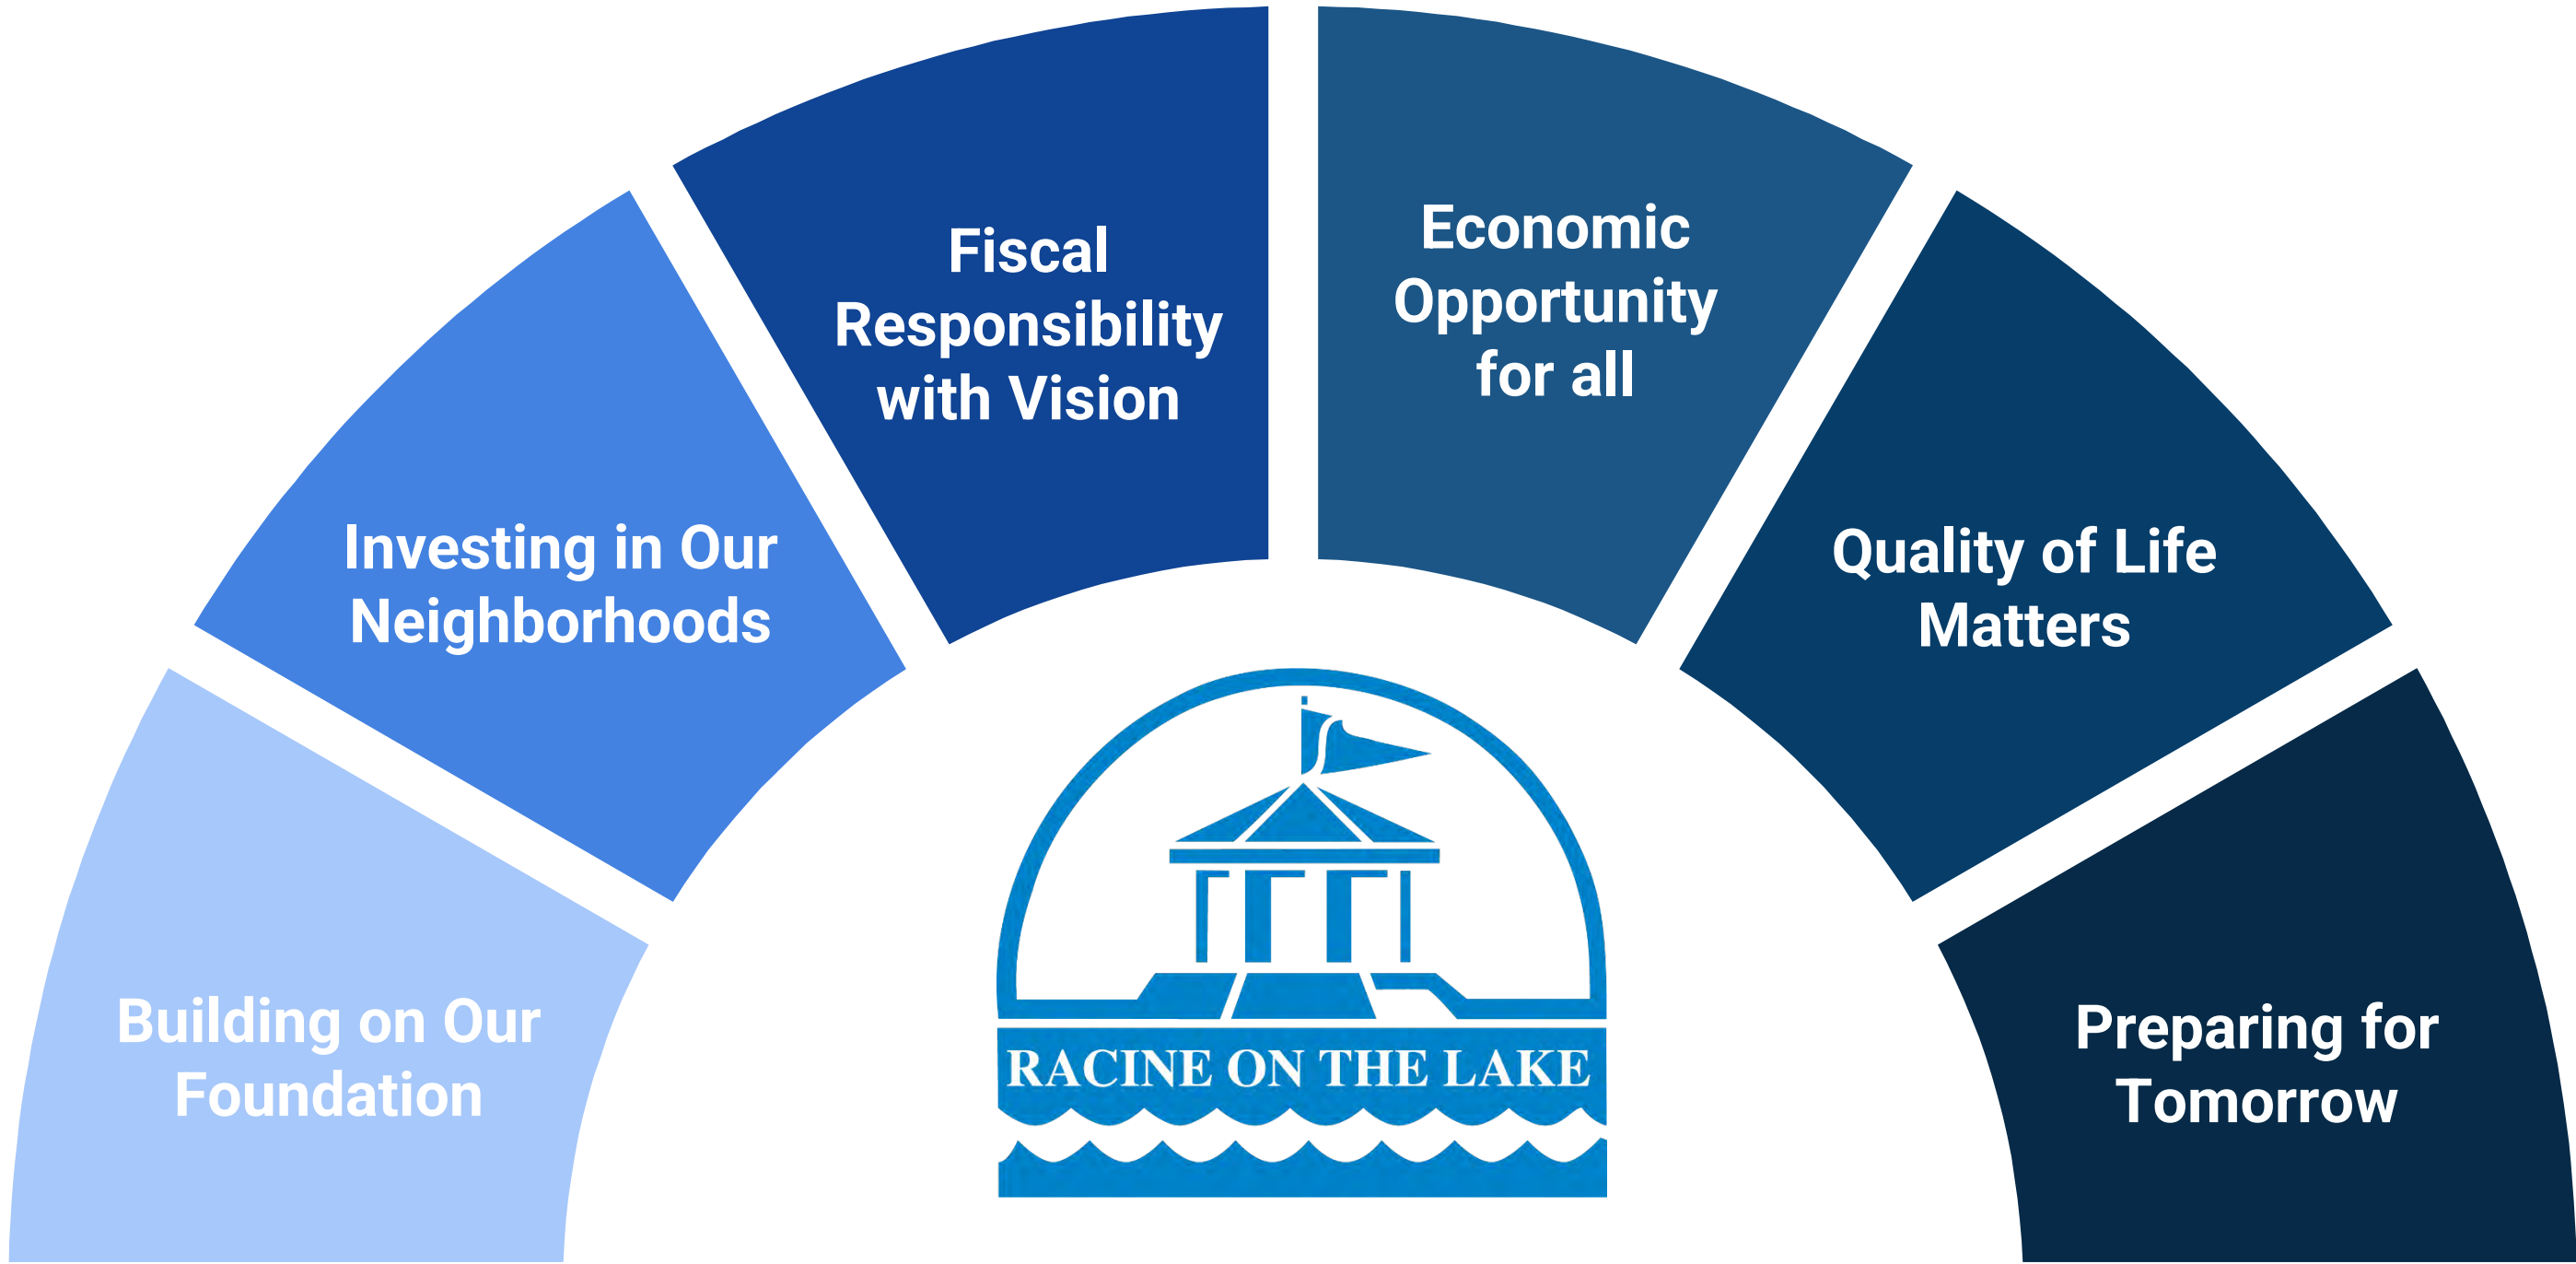 Building on Our
Foundation
Investing in Our
Neighborhoods
Fiscal
Responsibility
with Vision
Economic
Opportunity
for all
Quality of Life
Matters
Preparing for
Tomorrow
RACINE ON THE LAKE